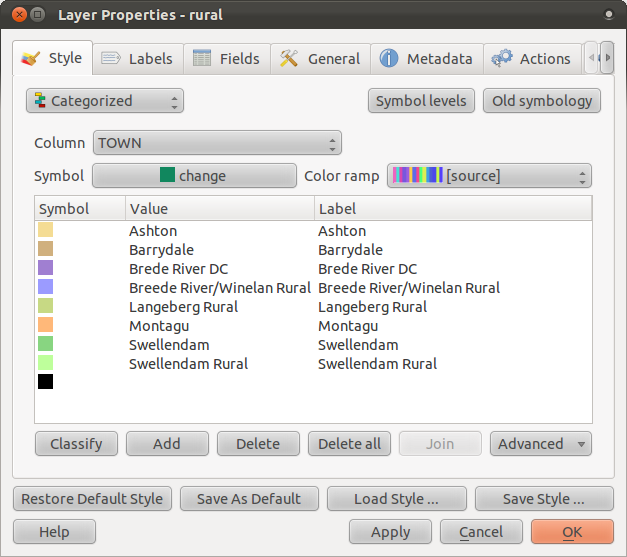 Layer Properties - rural
Style Labels Fields General Metadata Actions
Categorized Symbol levels Old symbology
Column TOWN
Symbol change Color ramp [source]
Symbol Value Label
Ashton Ashton
Barrydale Barrydale
Brede River DC Brede River DC
Breede River/Winelan Rural Breede River/Winelan Rural
Langeberg Rural Langeberg Rural
Montagu Montagu
Swellendam Swellendam
Swellendam Rural Swellendam Rural
Classify Add Delete Delete all Join Advanced
Restore Default Style Save As Default Load Style ... Save Style ...
Help Apply Cancel OK